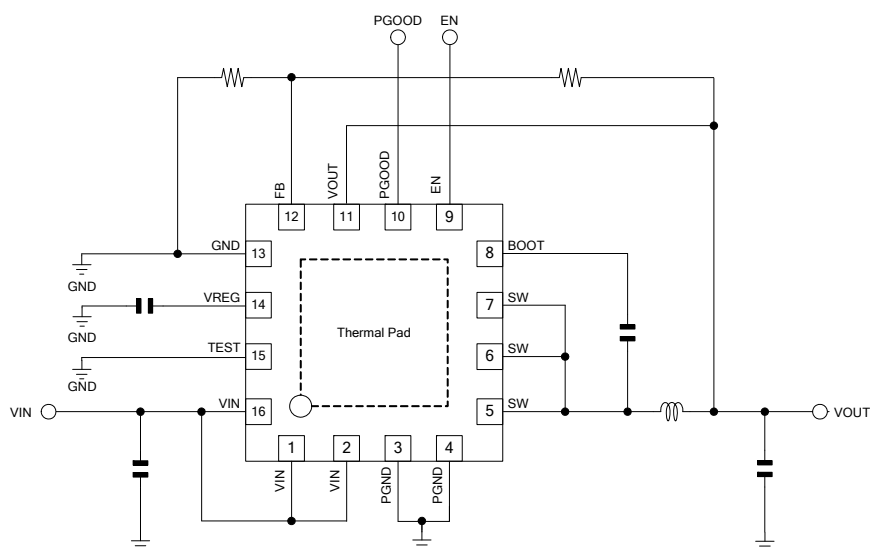 PGOOD EN
FB
VOUT
PGOOD
EN
12 11 10 9
GND 13
GND
8 BOOT
VREG 14
GND
7 SW
Thermal Pad
TEST 15
GND
6 SW
VIN
VIN 16
5 SW
VOUT
1 2 3 4
VIN
VIN
PGND
PGND